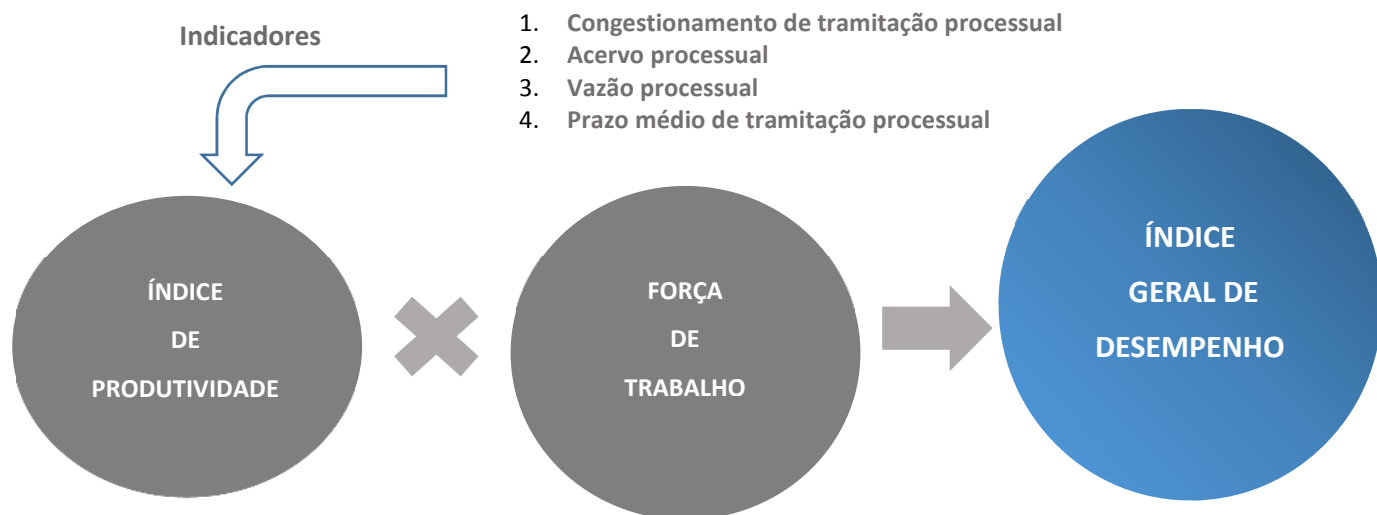 Indicadores
1. Congestionamento de tramitação processual
2. Acervo processual
3. Vazão processual
4. Prazo médio de tramitação processual
ÍNDICE
DE
PRODUTIVIDADE
FORÇA
DE
TRABALHO
ÍNDICE
GERAL DE
DESEMPENHO